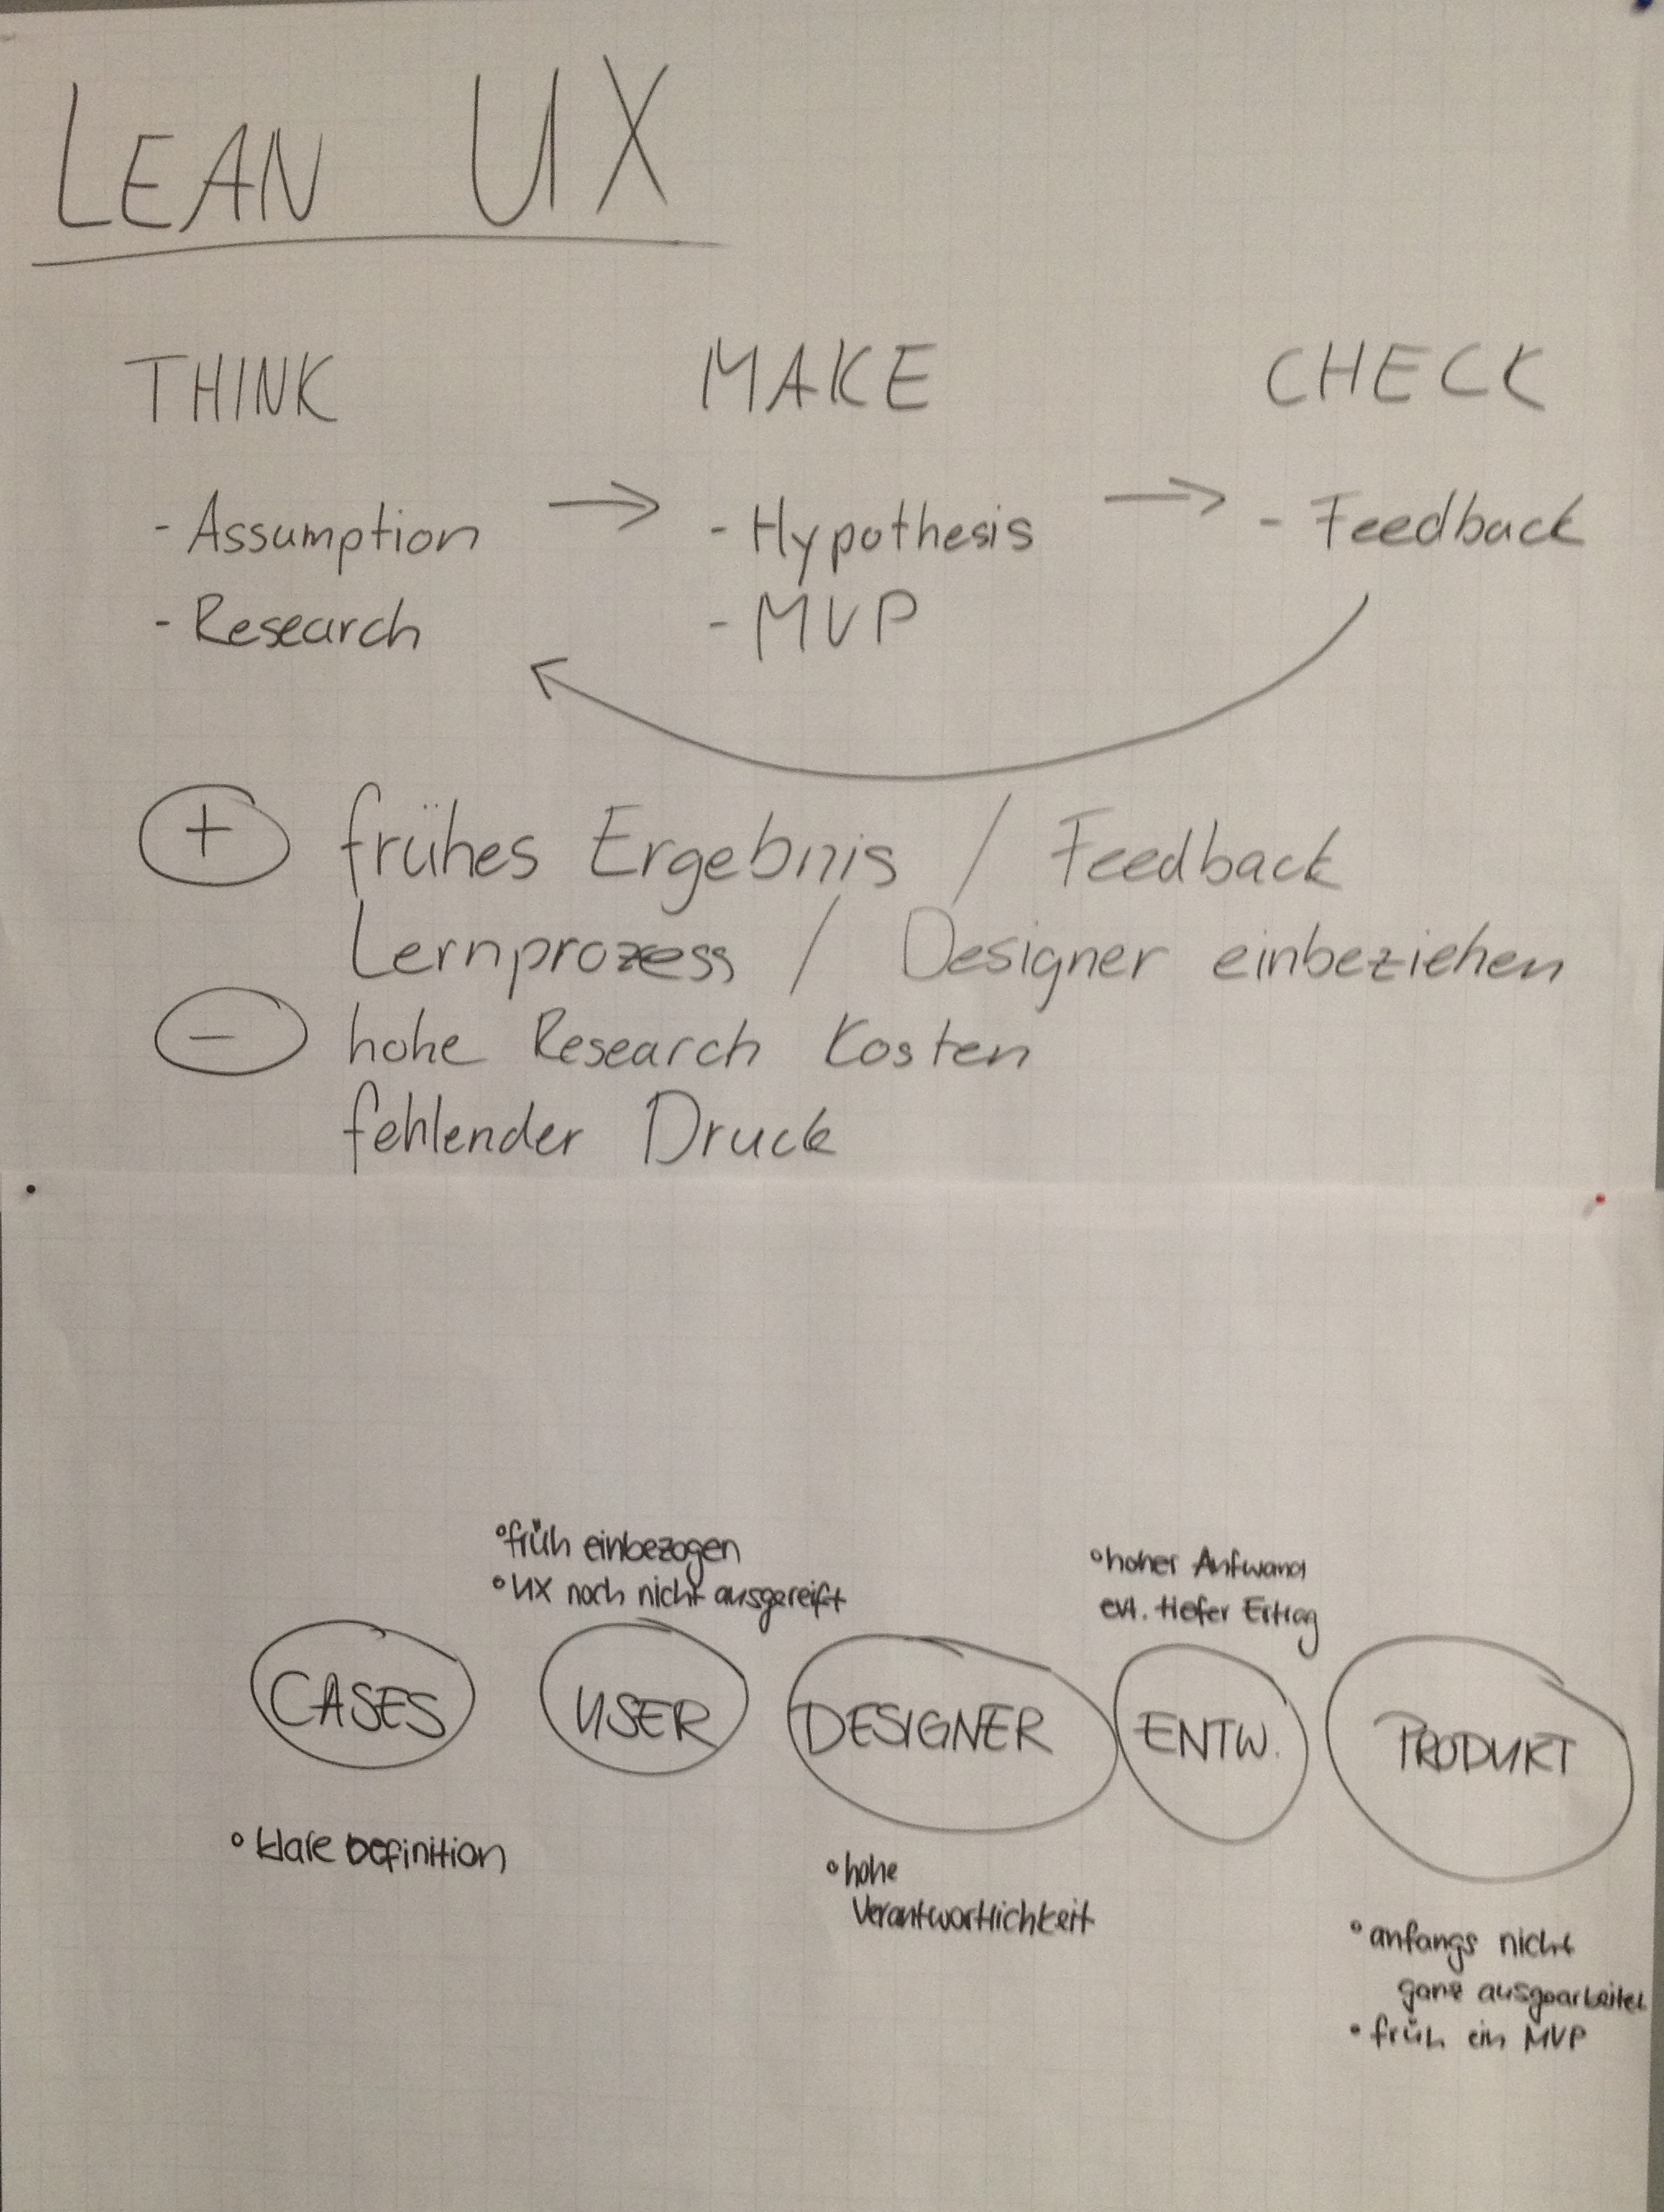 LEAN UX
THINK MAKE CHECK
- Assumption → - Hypothesis → - Feedback
- Research - MVP
+ frühes Ergebnis / Feedback
Lernprozess / Designer einbeziehen
- hohe Research Kosten
fehlender Druck
° früh einbezogen
° UX noch nicht ausgereift
° hoher Aufwand
evt. tiefer Ertrag
CASES USER DESIGNER ENTW. PRODUKT
° klare Definition
° hohe
Verantwortlichkeit
° anfangs nicht
ganz ausgearbeitet
° früh ein MVP